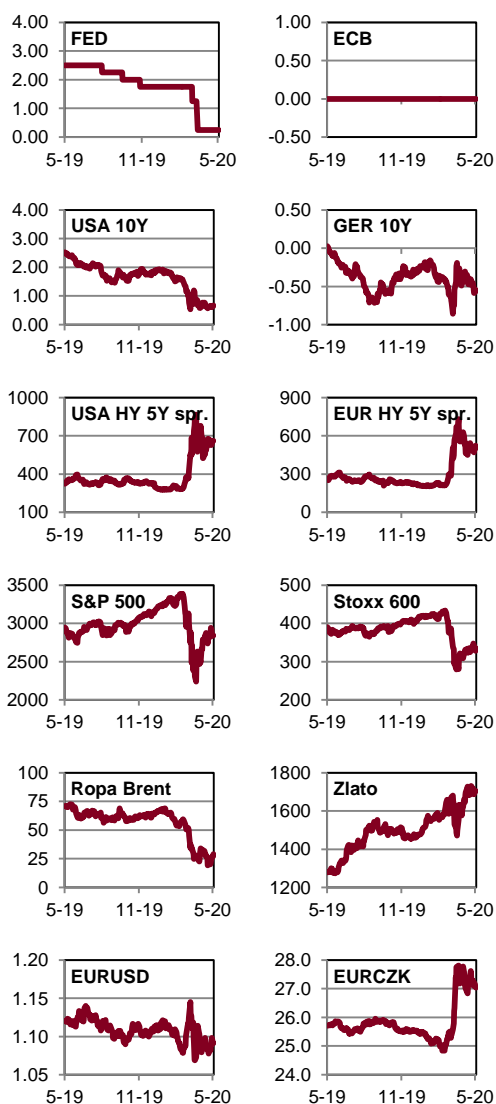 FED
4.00
3.00
2.00
1.00
0.00
5-19 11-19 5-20
ECB
1.00
0.50
0.00
-0.50
5-19 11-19 5-20
USA 10Y
4.00
3.00
2.00
1.00
0.00
5-19 11-19 5-20
GER 10Y
0.50
0.00
-0.50
-1.00
5-19 11-19 5-20
USA HY 5Y spr.
1000
700
400
100
5-19 11-19 5-20
EUR HY 5Y spr.
900
600
300
0
5-19 11-19 5-20
S&P 500
3500
3000
2500
2000
5-19 11-19 5-20
Stoxx 600
500
400
300
200
5-19 11-19 5-20
Ropa Brent
100
75
50
25
0
5-19 11-19 5-20
Zlato
1800
1600
1400
1200
5-19 11-19 5-20
EURUSD
1.20
1.15
1.10
1.05
5-19 11-19 5-20
EURCZK
28.0
27.0
26.0
25.0
24.0
5-19 11-19 5-20